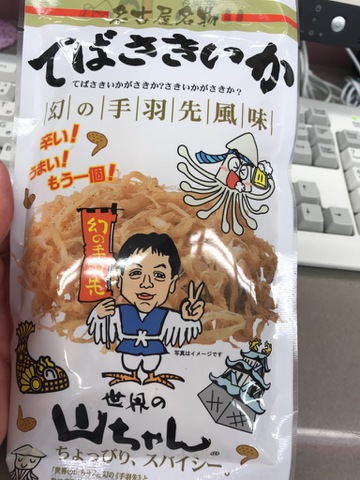 名古屋名物
てばさきいか
てばさきいかがさきか?さきいかがさきか?
幻の手羽先風味
辛い!
うまい!
もう一個!
幻の手羽先
写真はイメージです
世界の
山ちゃん®
ちょっぴり、スパイシー。